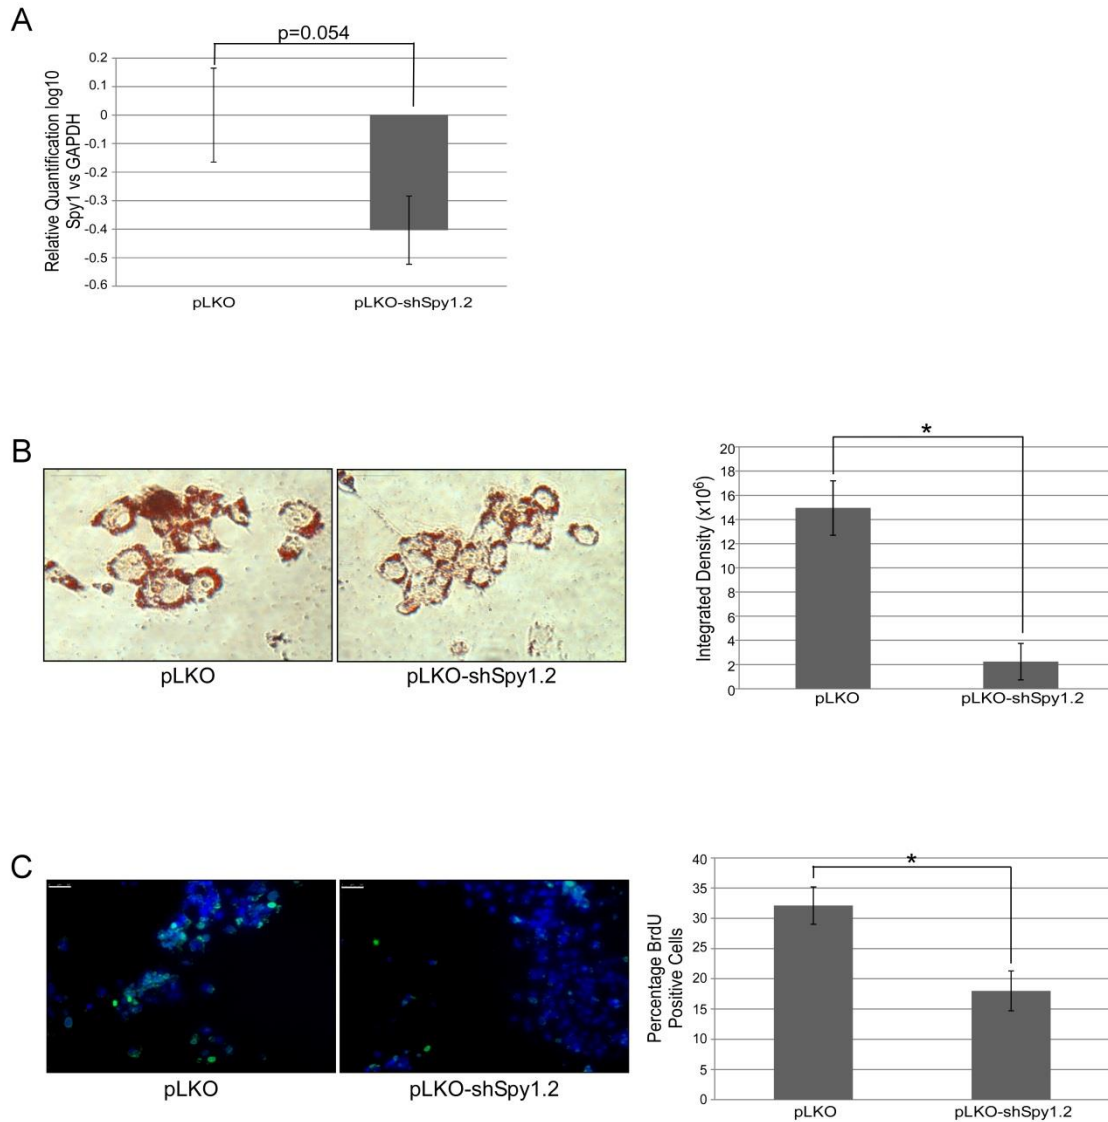 A
p=0.054
Relative Quantification log10
Spy1 vs GAPDH
0.2
0.1
0
-0.1
-0.2
-0.3
-0.4
-0.5
-0.6
pLKO
pLKO-shSpy1.2
B
pLKO
pLKO-shSpy1.2
*
Integrated Density (x10⁶)
20
18
16
14
12
10
8
6
4
2
0
pLKO
pLKO-shSpy1.2
C
pLKO
pLKO-shSpy1.2
*
Percentage BrdU
Positive Cells
40
35
30
25
20
15
10
5
0
pLKO
pLKO-shSpy1.2